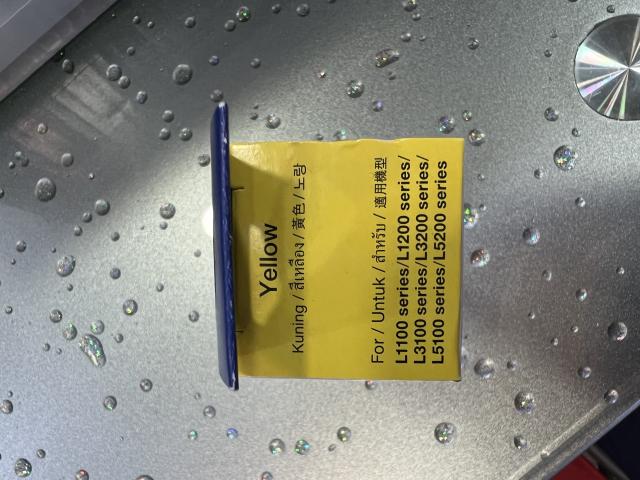 Yellow
Kuning / สีเหลือง / 黃色 / 노랑
For / Untuk / สำหรับ / 適用機型
L1100 series/L1200 series/
L3100 series/L3200 series/
L5100 series/L5200 series